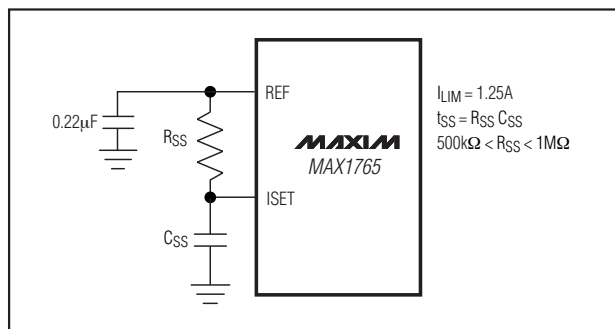 REF
0.22μF
RSS
MAXIM
MAX1765
ISET
CSS
ILIM = 1.25A
tSS = RSS CSS
500kΩ < RSS < 1MΩ